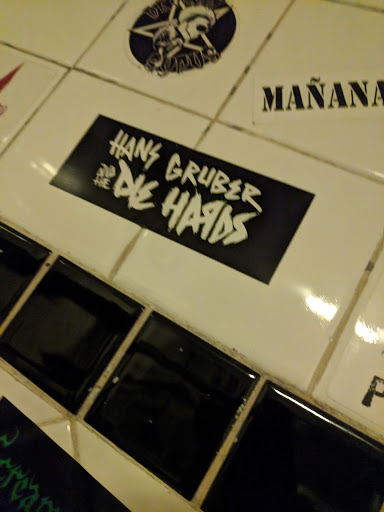 MAÑANA
HANS GRUBER
AND THE
DIE HARDS
P